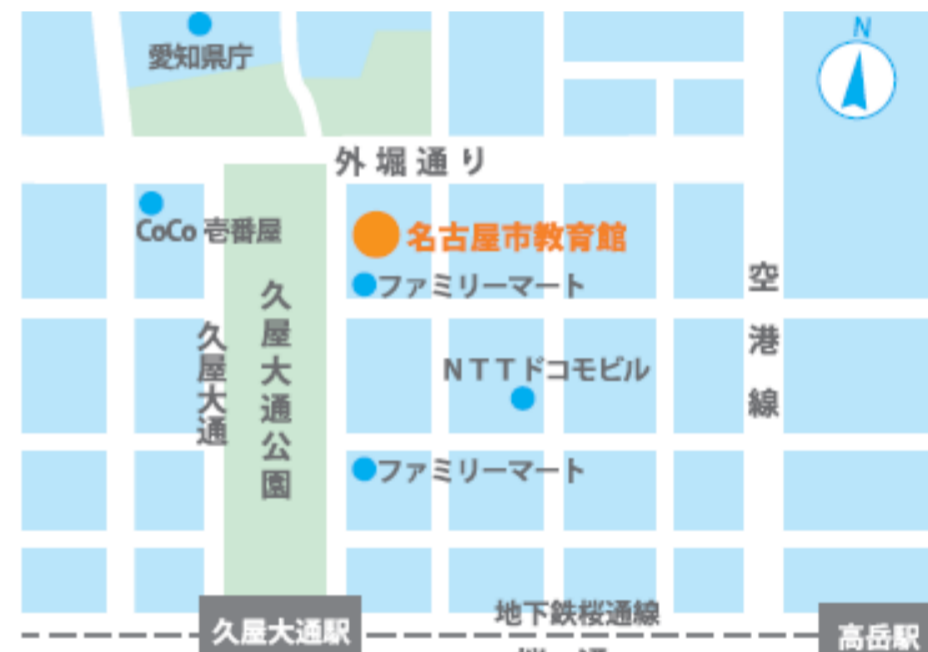 N
愛知県庁
外堀通り
CoCo 壱番屋
名古屋市教育館
ファミリーマート
空港線
久屋大通公園
久屋大通
NTTドコモビル
ファミリーマート
地下鉄桜通線
久屋大通駅
高岳駅